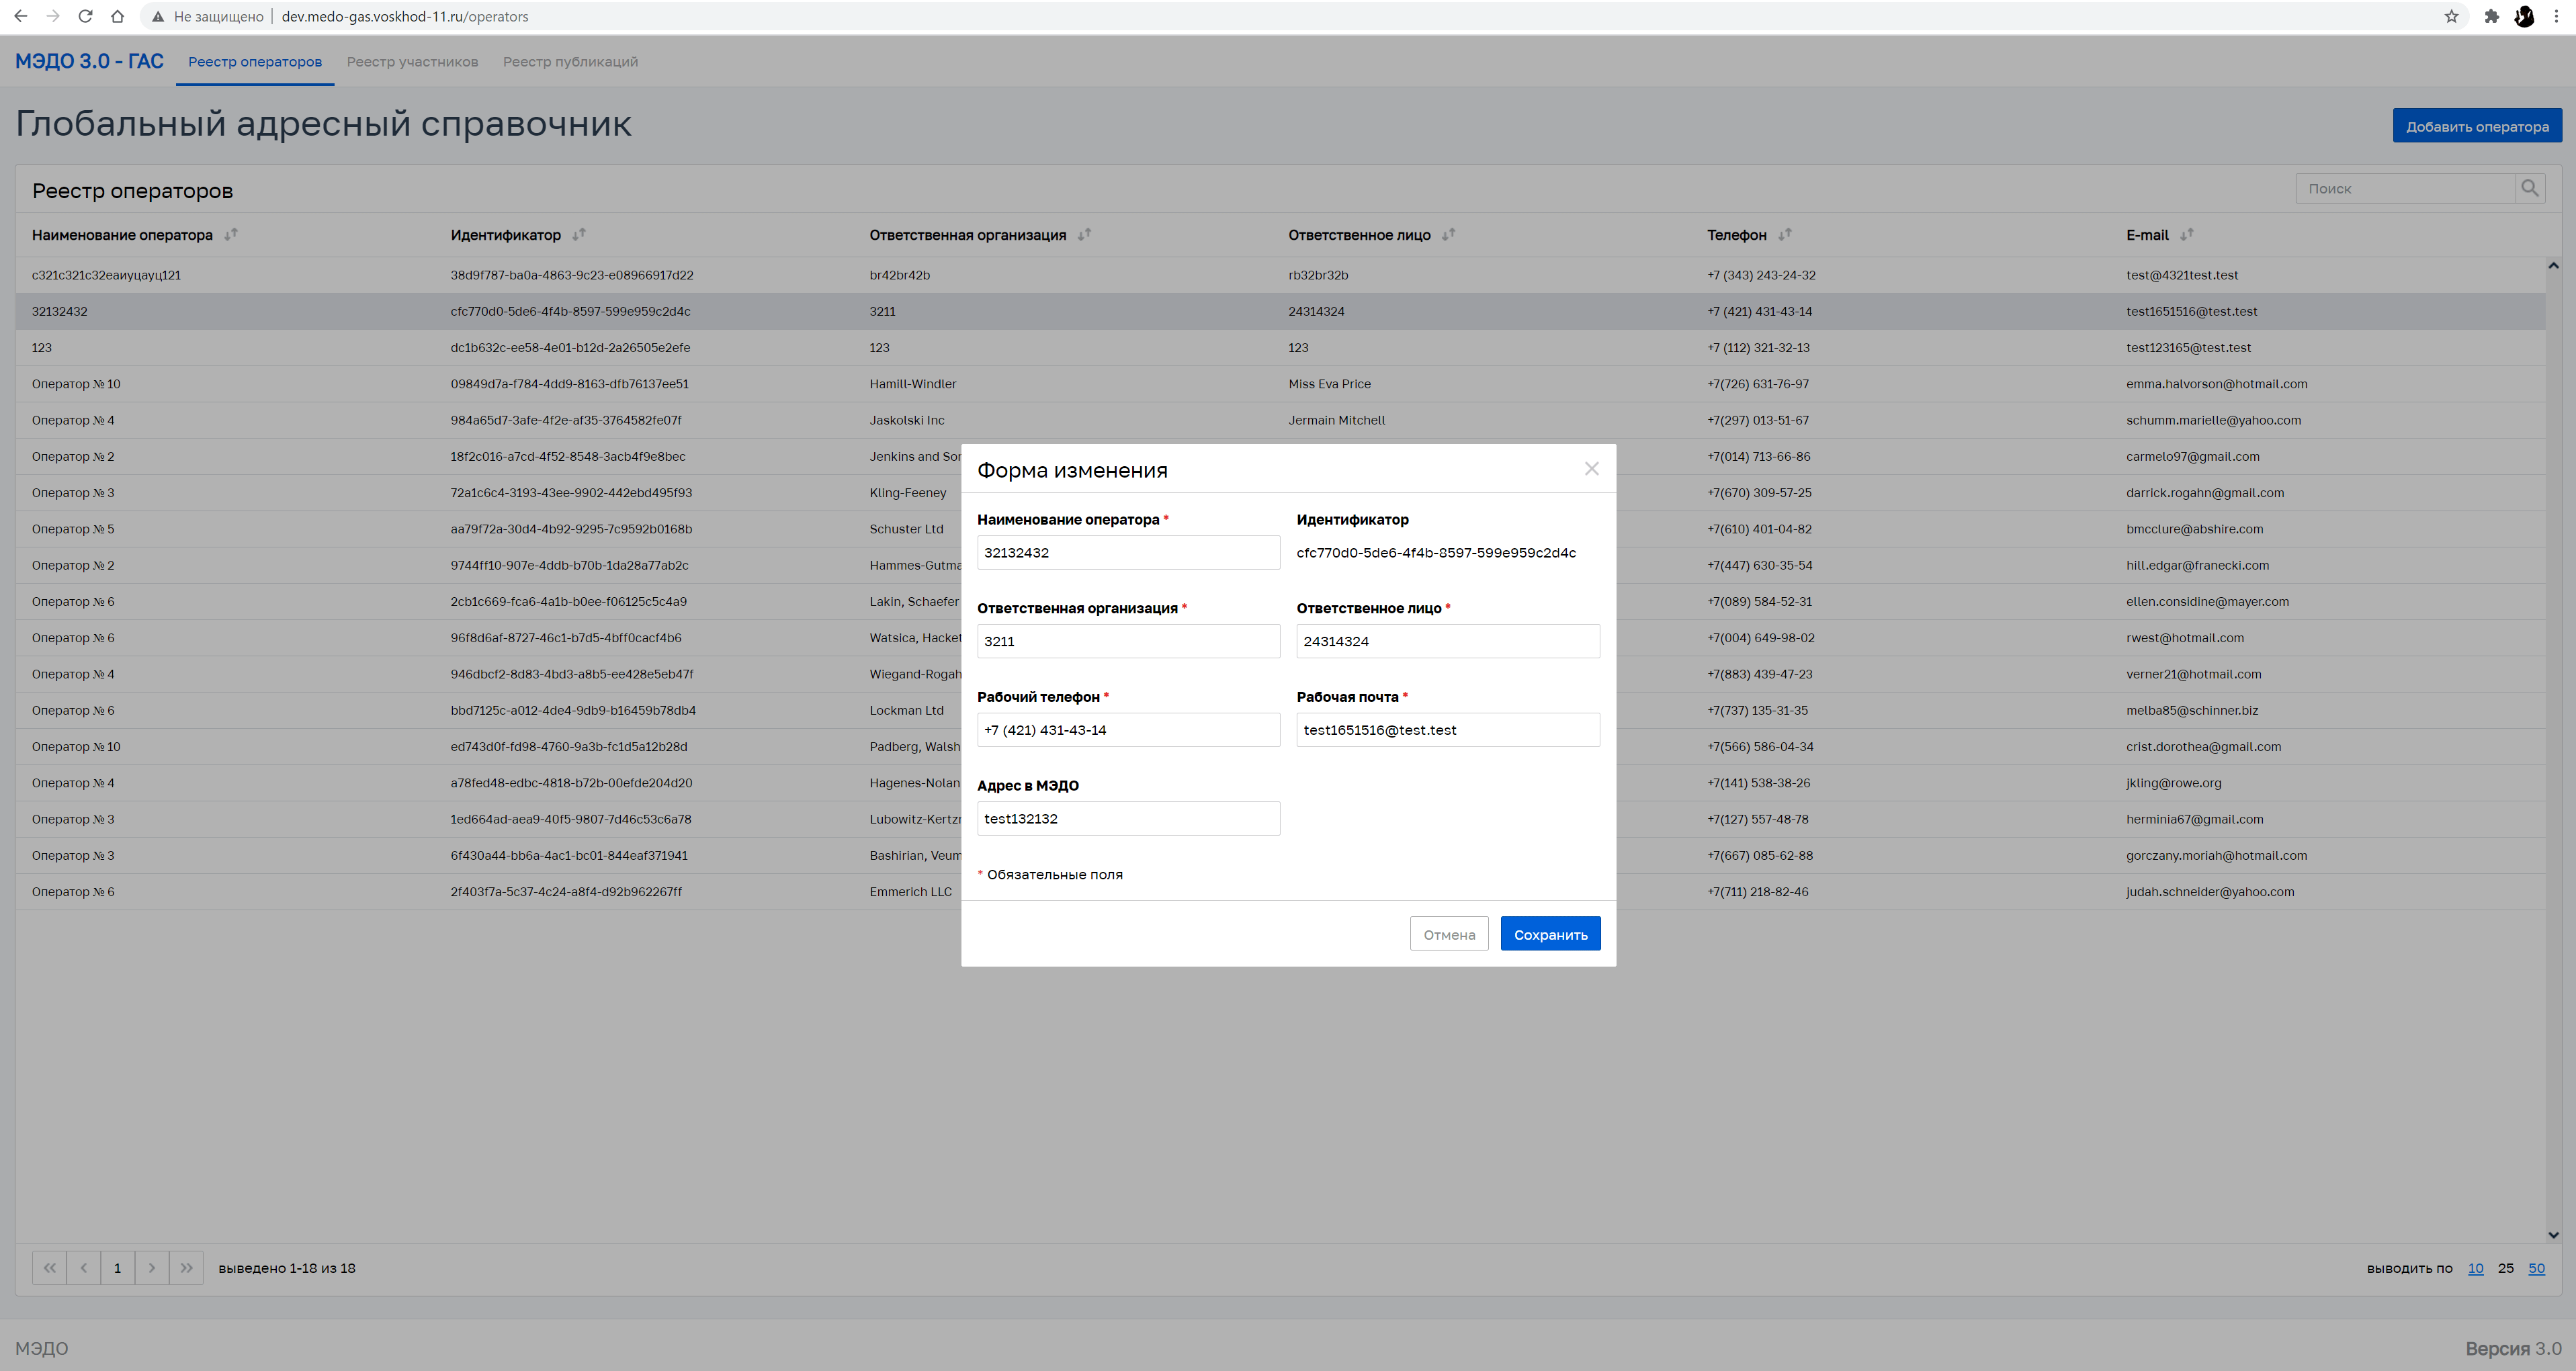 Не защищено | dev.medo-gas.voskhod-11.ru/operators
МЭДО 3.0 - ГАС Реестр операторов Реестр участников Реестр публикаций
Глобальный адресный справочник Добавить оператора
Реестр операторов Поиск
Наименование оператора Идентификатор Ответственная организация Ответственное лицо Телефон E-mail
с321с321с32еаиуцауц121 38d9f787-ba0a-4863-9c23-e08966917d22 br42br42b rb32br32b +7 (343) 243-24-32 test@4321test.test
32132432 cfc770d0-5de6-4f4b-8597-599e959c2d4c 3211 24314324 +7 (421) 431-43-14 test1651516@test.test
123 dc1b632c-ee58-4e01-b12d-2a26505e2efe 123 123 +7 (112) 321-32-13 test123165@test.test
Оператор № 10 09849d7a-f784-4dd9-8163-dfb76137ee51 Hamill-Windler Miss Eva Price +7(726) 631-76-97 emma.halvorson@hotmail.com
Оператор № 4 984a65d7-3afe-4f2e-af35-3764582fe07f Jaskolski Inc Jermain Mitchell +7(297) 013-51-67 schumm.marielle@yahoo.com
Оператор № 2 18f2c016-a7cd-4f52-8548-3acb4f9e8bec Jenkins and +7(014) 713-66-86 carmelo97@gmail.com
Оператор № 3 72a1c6c4-3193-43ee-9902-442ebd495f93 Kling-Feeney +7(670) 309-57-25 darrick.rogahn@gmail.com
Оператор № 5 aa79f72a-30d4-4b92-9295-7c9592b0168b Schuster Ltd +7(610) 401-04-82 bmcclure@abshire.com
Оператор № 2 9744ff10-907e-4ddb-b70b-1da28a77ab2c Hammes-Gutma +7(447) 630-35-54 hill.edgar@franecki.com
Оператор № 6 2cb1c669-fca6-4a1b-b0ee-f06125c5c4a9 Lakin, Schaefer +7(089) 584-52-31 ellen.considine@mayer.com
Оператор № 6 96f8d6af-8727-46c1-b7d5-4bff0cacf4b6 Watsica, Hacket +7(004) 649-98-02 rwest@hotmail.com
Оператор № 4 946dbcf2-8d83-4bd3-a8b5-ee428e5eb47f Wiegand-Rogah +7(883) 439-47-23 verner21@hotmail.com
Оператор № 6 bbd7125c-a012-4de4-9db9-b16459b78db4 Lockman Ltd +7(737) 135-31-35 melba85@schinner.biz
Оператор № 10 ed743d0f-fd98-4760-9a3b-fc1d5a12b28d Padberg, Walsh +7(566) 586-04-34 crist.dorothea@gmail.com
Оператор № 4 a78fed48-edbc-4818-b72b-00efde204d20 Hagenes-Nolan +7(141) 538-38-26 jkling@rowe.org
Оператор № 3 1ed664ad-aea9-40f5-9807-7d46c53c6a78 Lubowitz-Kertz +7(127) 557-48-78 herminia67@gmail.com
Оператор № 3 6f430a44-bb6a-4ac1-bc01-844eaf371941 Bashirian, Veum +7(667) 085-62-88 gorczany.moriah@hotmail.com
Оператор № 6 2f403f7a-5c37-4c24-a8f4-d92b962267ff Emmerich LLC +7(711) 218-82-46 judah.schneider@yahoo.com
Форма изменения
Наименование оператора * Идентификатор
32132432 cfc770d0-5de6-4f4b-8597-599e959c2d4c
Ответственная организация * Ответственное лицо *
3211 24314324
Рабочий телефон * Рабочая почта *
+7 (421) 431-43-14 test1651516@test.test
Адрес в МЭДО
test132132
* Обязательные поля
Отмена Сохранить
1 выведено 1-18 из 18 выводить по 10 25 50
МЭДО Версия 3.0